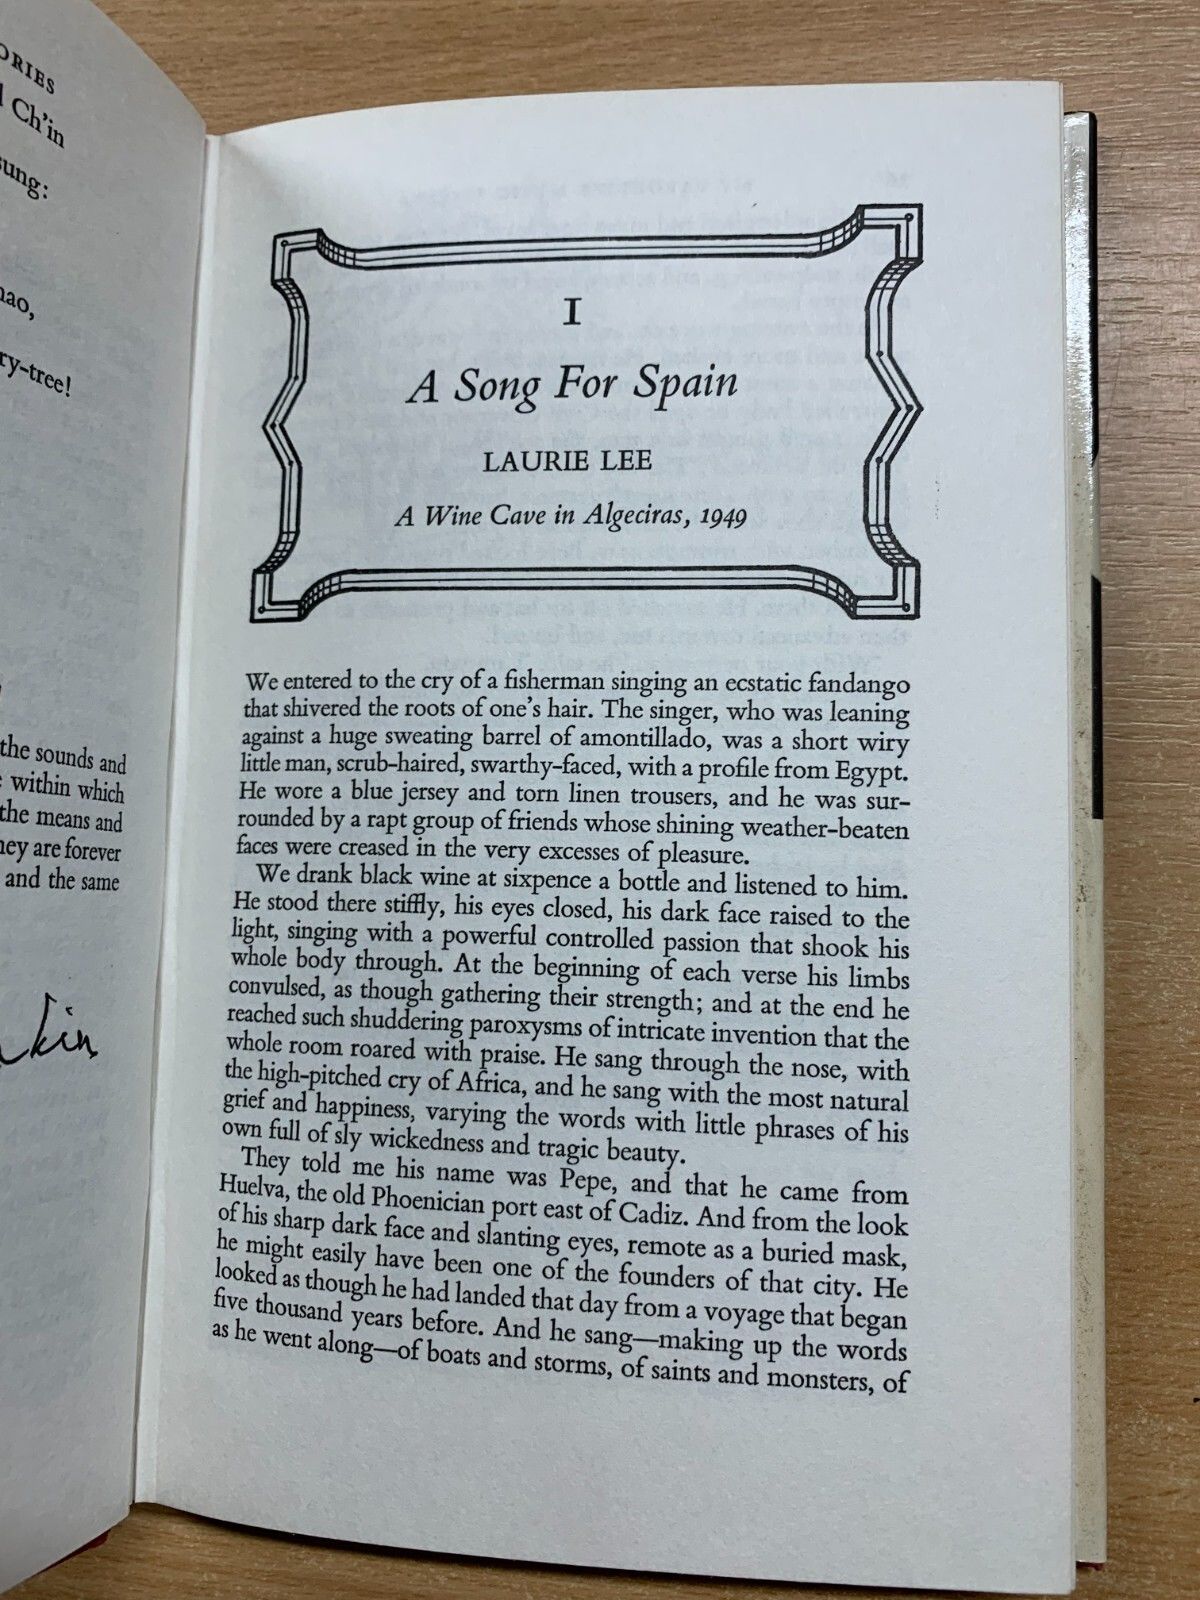 ORIES
Ch'in
sung:
nao,
ry-tree!
the sounds and
within which
the means and
hey are forever
and the same
kin
I
A Song For Spain
LAURIE LEE
A Wine Cave in Algeciras, 1949
We entered to the cry of a fisherman singing an ecstatic fandango
that shivered the roots of one's hair. The singer, who was leaning
against a huge sweating barrel of amontillado, was a short wiry
little man, scrub-haired, swarthy-faced, with a profile from Egypt.
He wore a blue jersey and torn linen trousers, and he was sur-
rounded by a rapt group of friends whose shining weather-beaten
faces were creased in the very excesses of pleasure.
We drank black wine at sixpence a bottle and listened to him.
He stood there stiffly, his eyes closed, his dark face raised to the
light, singing with a powerful controlled passion that shook his
whole body through. At the beginning of each verse his limbs
convulsed, as though gathering their strength; and at the end he
reached such shuddering paroxysms of intricate invention that the
whole room roared with praise. He sang through the nose, with
the high-pitched cry of Africa, and he sang with the most natural
grief and happiness, varying the words with little phrases of his
own full of sly wickedness and tragic beauty.
They told me his name was Pepe, and that he came from
Huelva, the old Phoenician port east of Cadiz. And from the look
of his sharp dark face and slanting eyes, remote as a buried mask,
he might easily have been one of the founders of that city. He
looked as though he had landed that day from a voyage that began
five thousand years before. And he sang—making up the words
as he went along—of boats and storms, of saints and monsters, of